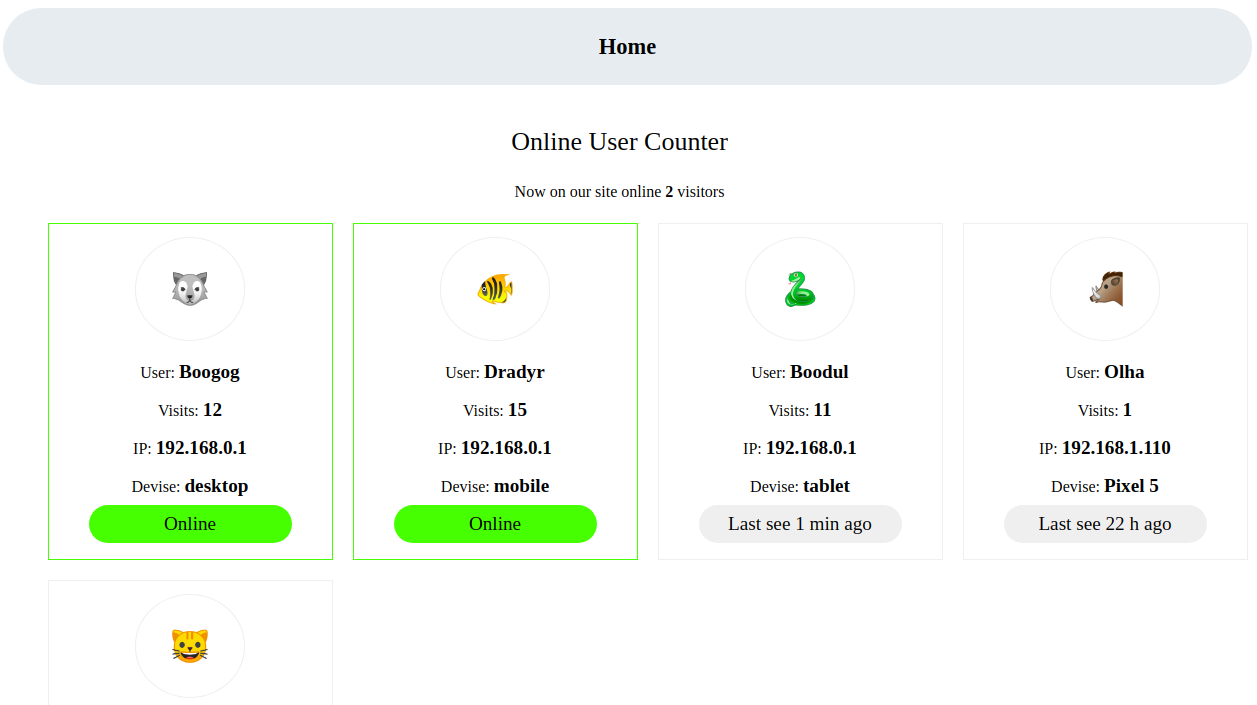 Home
Online User Counter
Now on our site online 2 visitors
User: Boogog
Visits: 12
IP: 192.168.0.1
Devise: desktop
Online
User: Dradyr
Visits: 15
IP: 192.168.0.1
Devise: mobile
Online
User: Boodul
Visits: 11
IP: 192.168.0.1
Devise: tablet
Last see 1 min ago
User: Olha
Visits: 1
IP: 192.168.1.110
Devise: Pixel 5
Last see 22 h ago